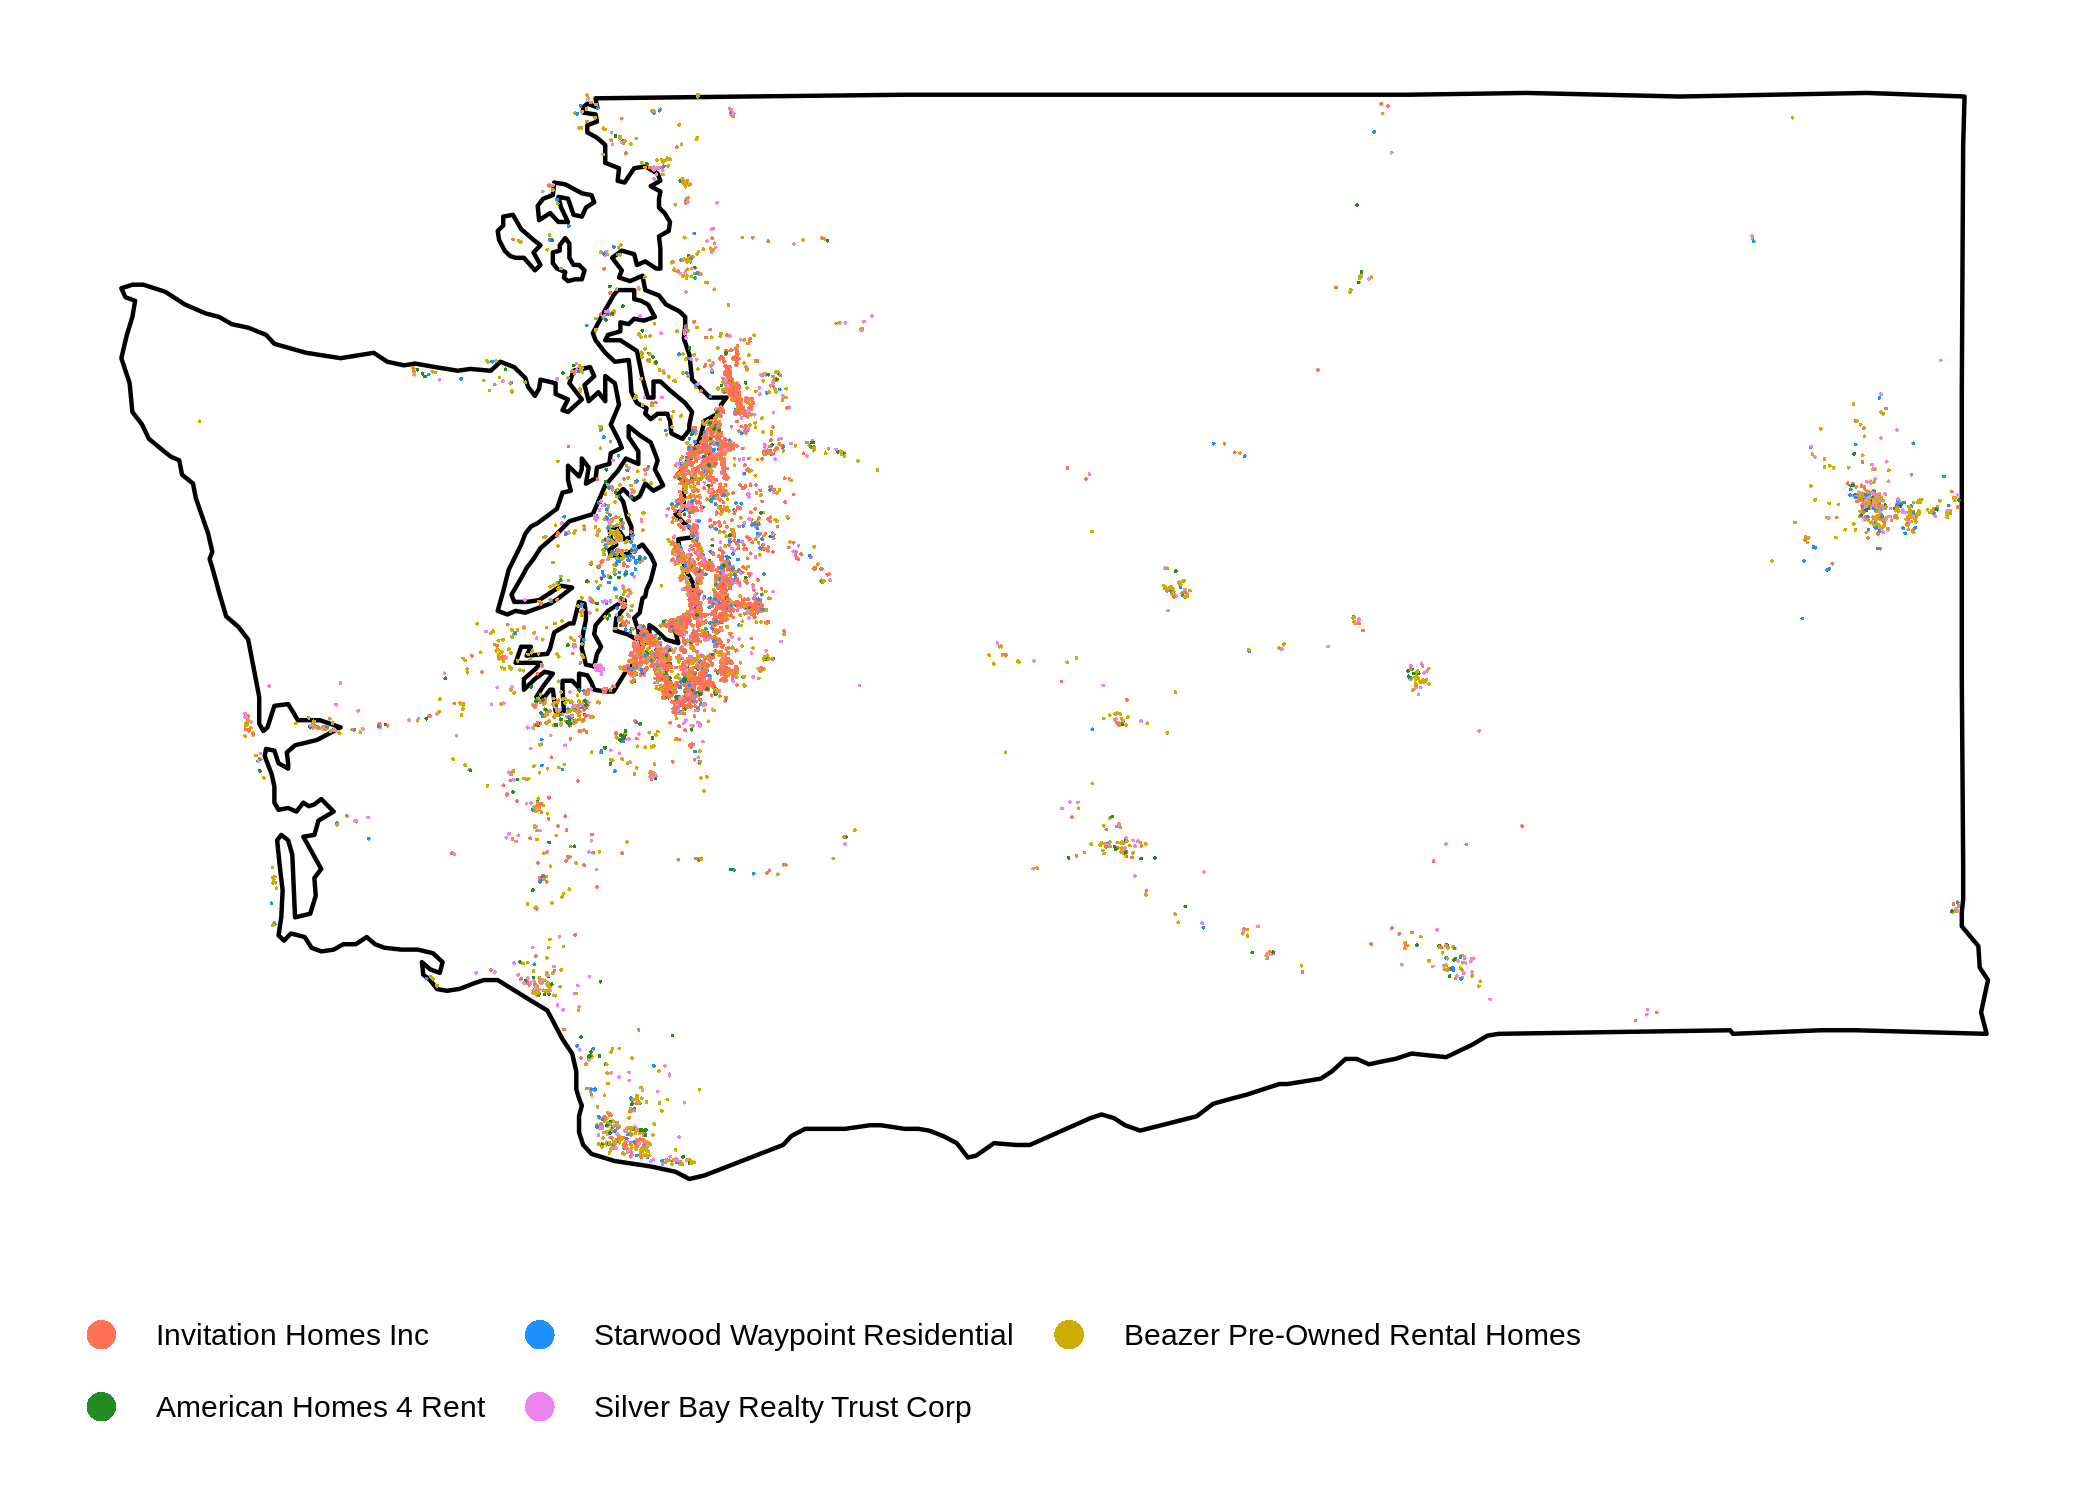 Invitation Homes Inc
Starwood Waypoint Residential
Beazer Pre-Owned Rental Homes
American Homes 4 Rent
Silver Bay Realty Trust Corp